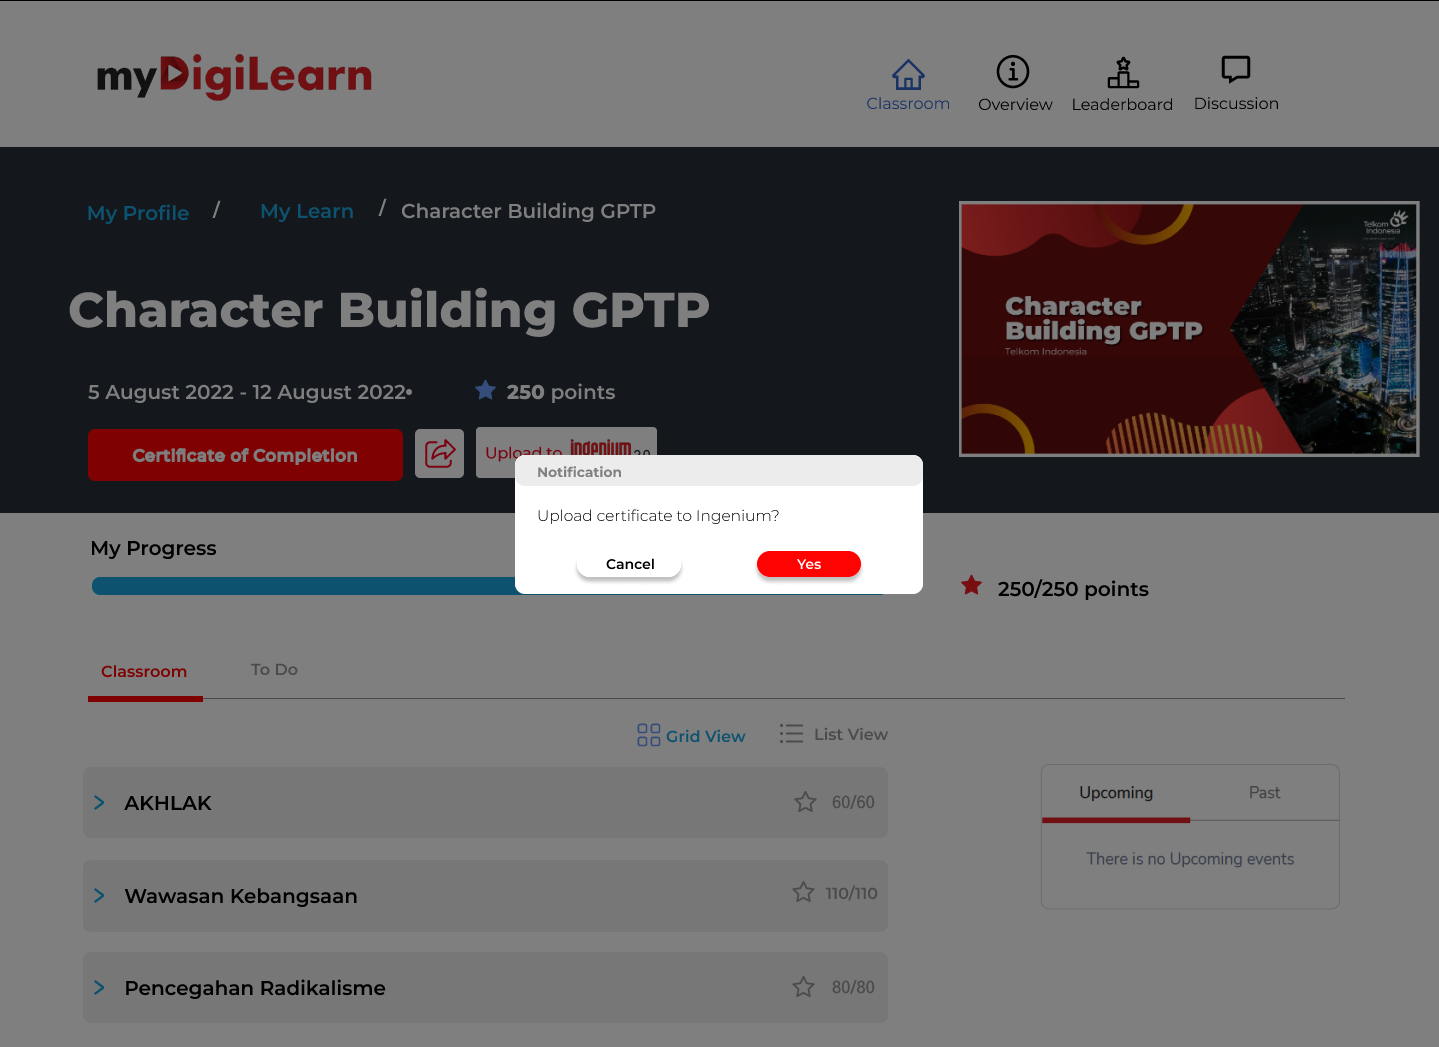 myDigiLearn
Classroom
Overview
Leaderboard
Discussion
My Profile / My Learn / Character Building GPTP
Telkom
Indonesia
Character Building GPTP
Character
Building GPTP
Telkom Indonesia
5 August 2022 - 12 August 2022•
250 points
Certificate of Completion
Upload to ingenium 2.0
Notification
Upload certificate to Ingenium?
Cancel
Yes
My Progress
250/250 points
Classroom
To Do
Grid View
List View
AKHLAK
60/60
Upcoming
Past
There is no Upcoming events
Wawasan Kebangsaan
110/110
Pencegahan Radikalisme
80/80